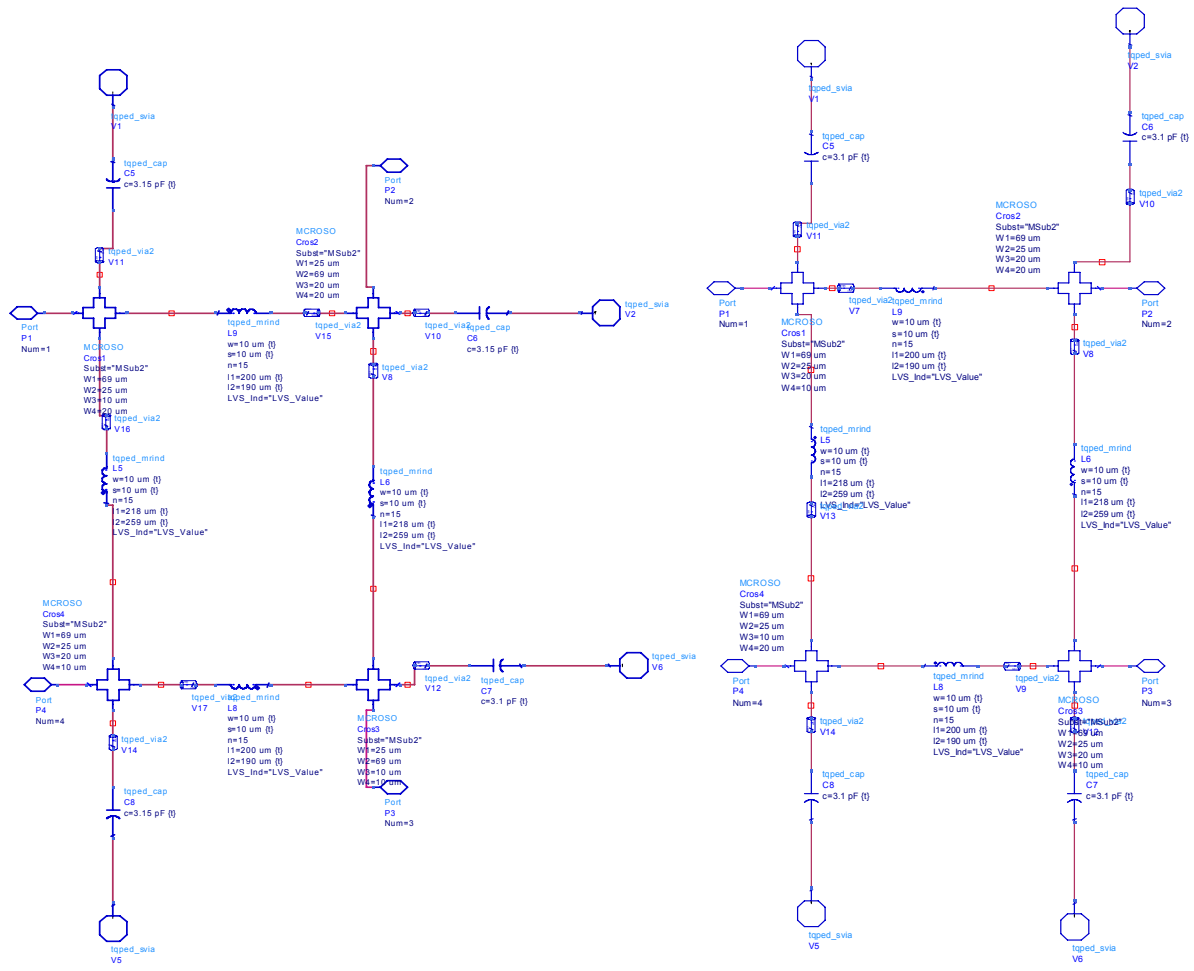 tqped_svia
V1
tqped_cap
C5
c=3.15 pF {t}
tqped_via2
V11
Port
P1
Num=1
MCROSO
Cros1
Subst="MSub2"
W1=69 um
W2=25 um
W3=10 um
W4=20 um
V16
tqped_mrind
L5
w=10 um {t}
s=10 um {t}
n=15
l1=218 um {t}
l2=259 um {t}
LVS_Ind="LVS_Value"
tqped_mrind
L9
w=10 um {t}
s=10 um {t}
n=15
l1=200 um {t}
l2=190 um {t}
LVS_Ind="LVS_Value"
tqped_via2
V15
MCROSO
Cros2
Subst="MSub2"
W1=25 um
W2=69 um
W3=20 um
W4=20 um
Port
P2
Num=2
tqped_via2
V10
tqped_cap
C6
c=3.15 pF {t}
tqped_svia
V2
tqped_via2
V8
tqped_mrind
L6
w=10 um {t}
s=10 um {t}
n=15
l1=218 um {t}
l2=259 um {t}
LVS_Ind="LVS_Value"
MCROSO
Cros4
Subst="MSub2"
W1=69 um
W2=25 um
W3=20 um
W4=10 um
Port
P4
Num=4
V17
tqped_mrind
L8
w=10 um {t}
s=10 um {t}
n=15
l1=200 um {t}
l2=190 um {t}
LVS_Ind="LVS_Value"
tqped_via2
V14
tqped_cap
C8
c=3.15 pF {t}
tqped_svia
V5
MCROSO
Cros3
Subst="MSub2"
W1=25 um
W2=69 um
W3=10 um
W4=10 um
Port
P3
Num=3
tqped_via2
V12
tqped_cap
C7
c=3.1 pF {t}
tqped_svia
V6
tqped_svia
V1
tqped_cap
C5
c=3.1 pF {t}
tqped_via2
V11
Port
P1
Num=1
MCROSO
Cros1
Subst="MSub2"
W1=69 um
W2=25 um
W3=20 um
W4=10 um
tqped_via2
V7
tqped_mrind
L9
w=10 um {t}
s=10 um {t}
n=15
l1=200 um {t}
l2=190 um {t}
LVS_Ind="LVS_Value"
MCROSO
Cros2
Subst="MSub2"
W1=69 um
W2=25 um
W3=20 um
W4=20 um
tqped_svia
V2
tqped_cap
C6
c=3.1 pF {t}
tqped_via2
V10
Port
P2
Num=2
tqped_via2
V8
tqped_mrind
L5
w=10 um {t}
s=10 um {t}
n=15
l1=218 um {t}
l2=259 um {t}
LVS_Ind="LVS_Value"
V13
tqped_mrind
L6
w=10 um {t}
s=10 um {t}
n=15
l1=218 um {t}
l2=259 um {t}
LVS_Ind="LVS_Value"
MCROSO
Cros4
Subst="MSub2"
W1=69 um
W2=25 um
W3=10 um
W4=20 um
Port
P4
Num=4
tqped_mrind
L8
w=10 um {t}
s=10 um {t}
n=15
l1=200 um {t}
l2=190 um {t}
LVS_Ind="LVS_Value"
tqped_via2
V9
Port
P3
Num=3
MCROSO
Cros3
Subst="MSub2"
W1=69 um
W2=25 um
W3=20 um
W4=10 um
V12
tqped_via2
V14
tqped_cap
C8
c=3.1 pF {t}
V5
tqped_svia
tqped_cap
C7
c=3.1 pF {t}
tqped_svia
V6